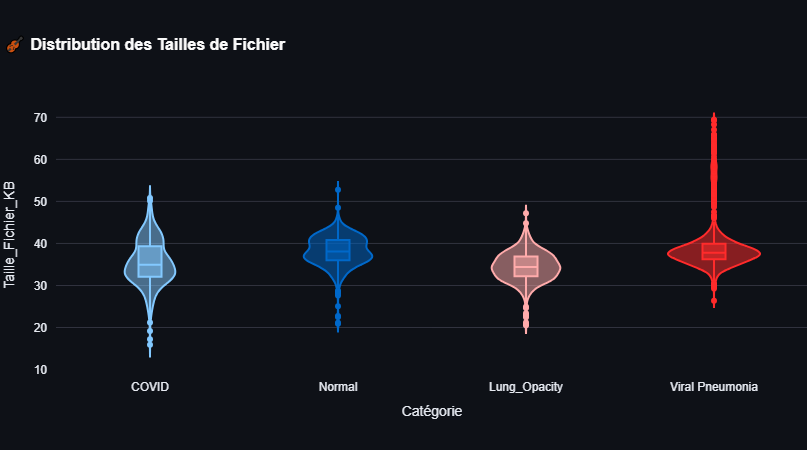 Distribution des Tailles de Fichier
Taille_Fichier_KB
70
60
50
40
30
20
10
COVID
Normal
Lung_Opacity
Viral Pneumonia
Catégorie